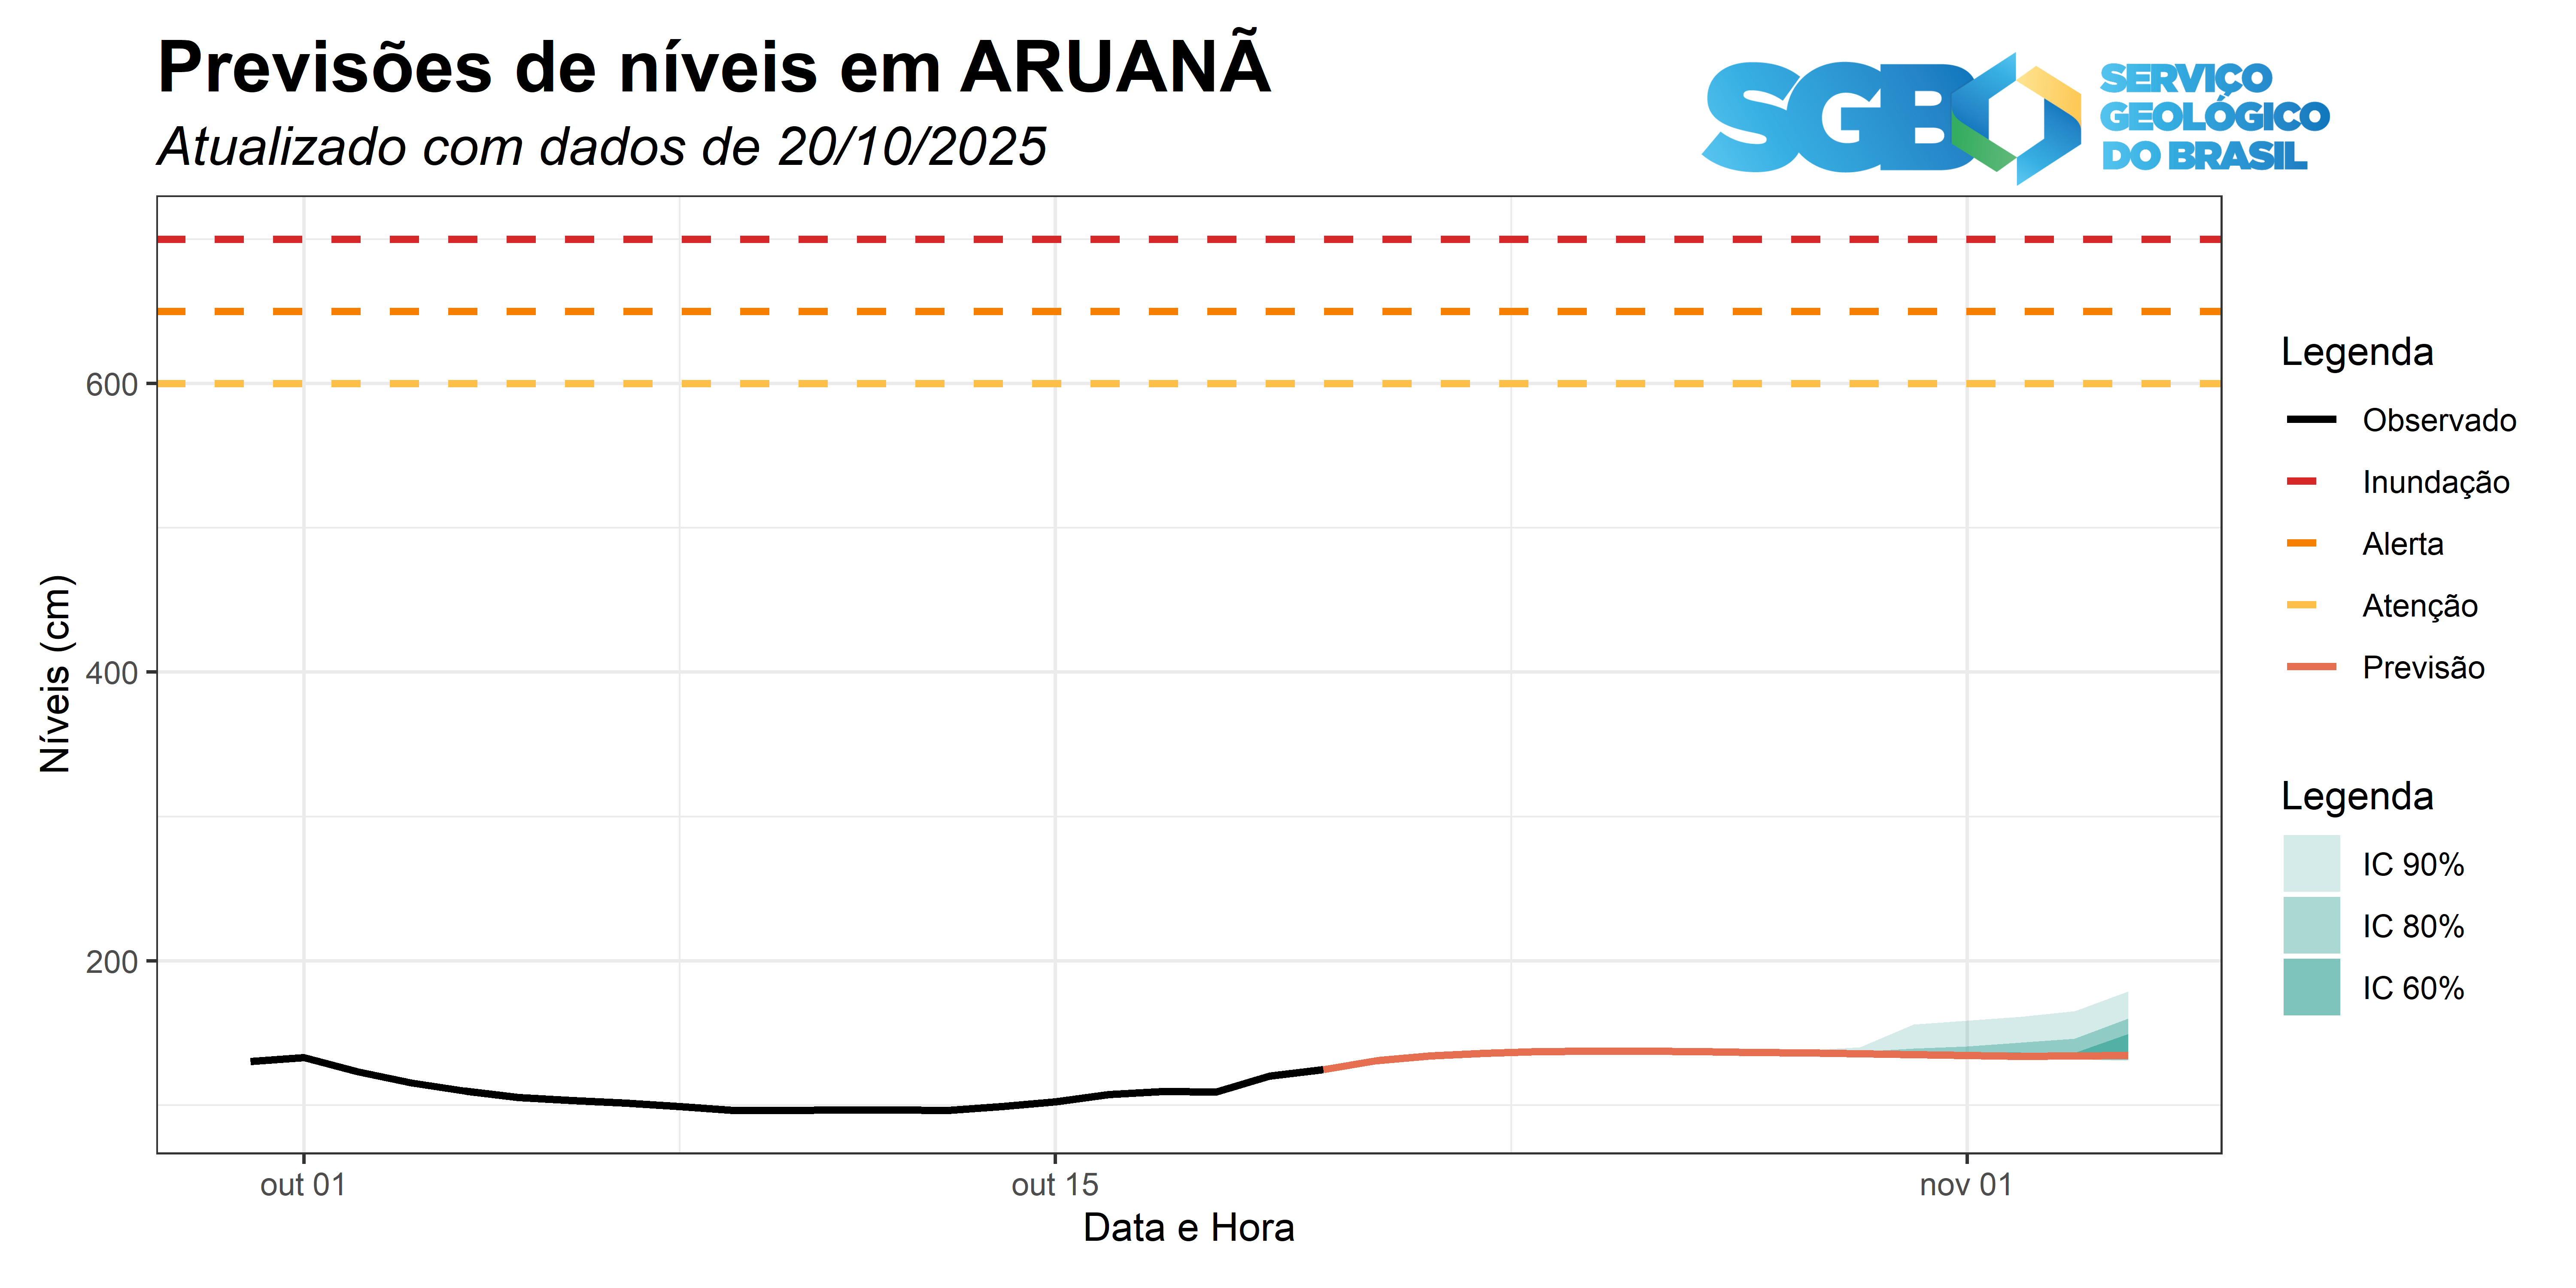 Previsões de níveis em ARUANÃ
Atualizado com dados de 20/10/2025
SGB
SERVIÇO
GEOLÓGICO
DO BRASIL
Níveis (cm)
600
400
200
out 01
out 15
nov 01
Data e Hora
Legenda
Observado
Inundação
Alerta
Atenção
Previsão
Legenda
IC 90%
IC 80%
IC 60%